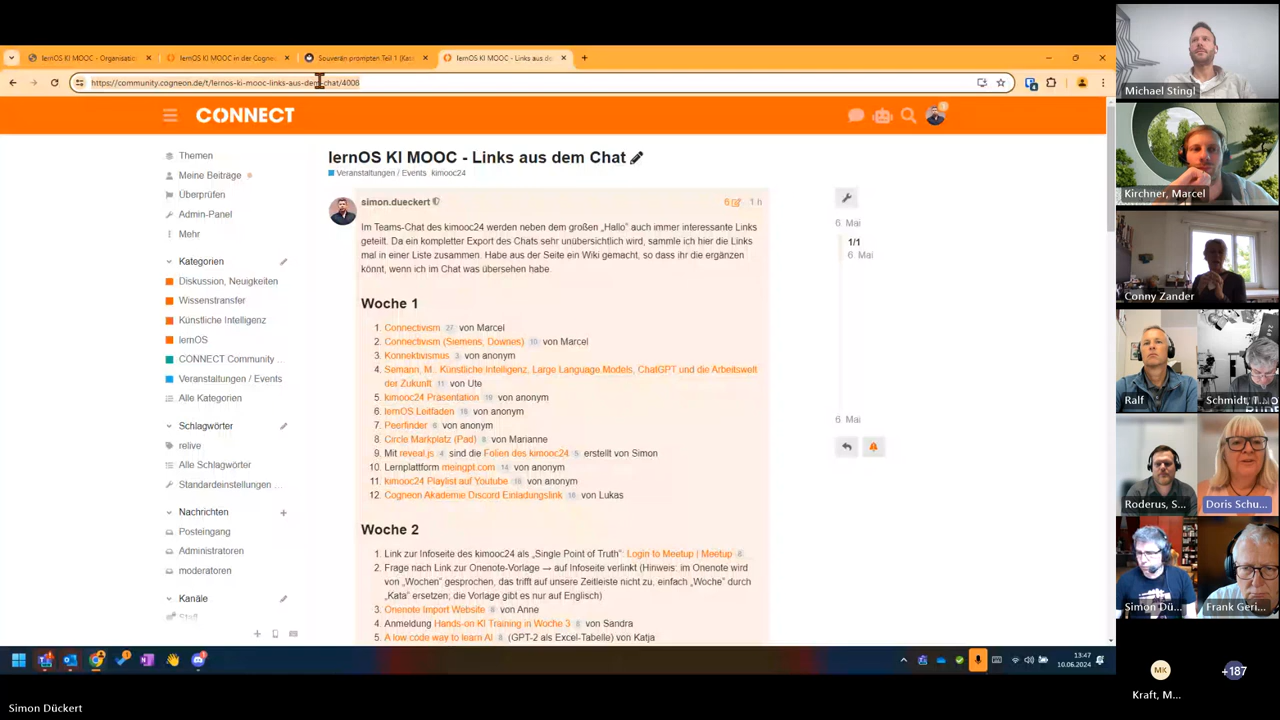 lernOS KI MOOC - Organisatio
lernOS KI MOOC in der Cogne
Souverän prompten Teil 1 (Kat
lernOS KI MOOC - Links aus de
https://community.cogneon.de/t/lernos-ki-mooc-links-aus-dem-chat/4008
CONNECT
Themen
Meine Beiträge
Überprüfen
Admin-Panel
Mehr
Kategorien
Diskussion, Neuigkeiten
Wissenstransfer
Künstliche Intelligenz
lernOS
CONNECT Community ...
Veranstaltungen / Events
Alle Kategorien
Schlagwörter
relive
Alle Schlagwörter
Standardeinstellungen ...
Nachrichten
Posteingang
Administratoren
moderatoren
Kanäle
Staff
lernOS KI MOOC - Links aus dem Chat
Veranstaltungen / Events kimooc24
simon.dueckert
6
1 h
Im Teams-Chat des kimooc24 werden neben dem großen „Hallo" auch immer interessante Links
geteilt. Da ein kompletter Export des Chats sehr unübersichtlich wird, sammle ich hier die Links
mal in einer Liste zusammen. Habe aus der Seite ein Wiki gemacht, so dass ihr die ergänzen
könnt, wenn ich im Chat was übersehen habe.
Woche 1
1. Connectivism 27 von Marcel
2. Connectivism (Siemens, Downes) 10 von Marcel
3. Konnektivismus 3 von anonym
4. Semann, M.: Künstliche Intelligenz, Large Language Models, ChatGPT und die Arbeitswelt
der Zukunft 11 von Ute
5. kimooc24 Präsentation 19 von anonym
6. lernOS Leitfaden 15 von anonym
7. Peerfinder 6 von anonym
8. Circle Markplatz (Pad) 8 von Marianne
9. Mit reveal.js 4 sind die Folien des kimooc24 5 erstellt von Simon
10. Lernplattform meingpt.com 14 von anonym
11. kimooc24 Playlist auf Youtube 15 von anonym
12. Cogneon Akademie Discord Einladungslink 16 von Lukas
Woche 2
1. Link zur Infoseite des kimooc24 als „Single Point of Truth": Login to Meetup | Meetup 8
2. Frage nach Link zur Onenote-Vorlage → auf Infoseite verlinkt (Hinweis: im Onenote wird
von „Wochen" gesprochen, das trifft auf unsere Zeitleiste nicht zu, einfach „Woche" durch
„Kata" ersetzen; die Vorlage gibt es nur auf Englisch)
3. Onenote Import Website 8 von Anne
4. Anmeldung Hands-on KI Training in Woche 3 8 von Sandra
5. A low code way to learn AI 8 (GPT-2 als Excel-Tabelle) von Katja
6. Mai
1/1
6. Mai
6. Mai
13:47
10.06.2024
Michael Stingl
Kirchner, Marcel
Conny Zander
Ralf
Schmidt, T...
Roderus, S...
Doris Schu...
Simon Dü...
Frank Geri...
MK
Kraft, M...
+187
Simon Dückert